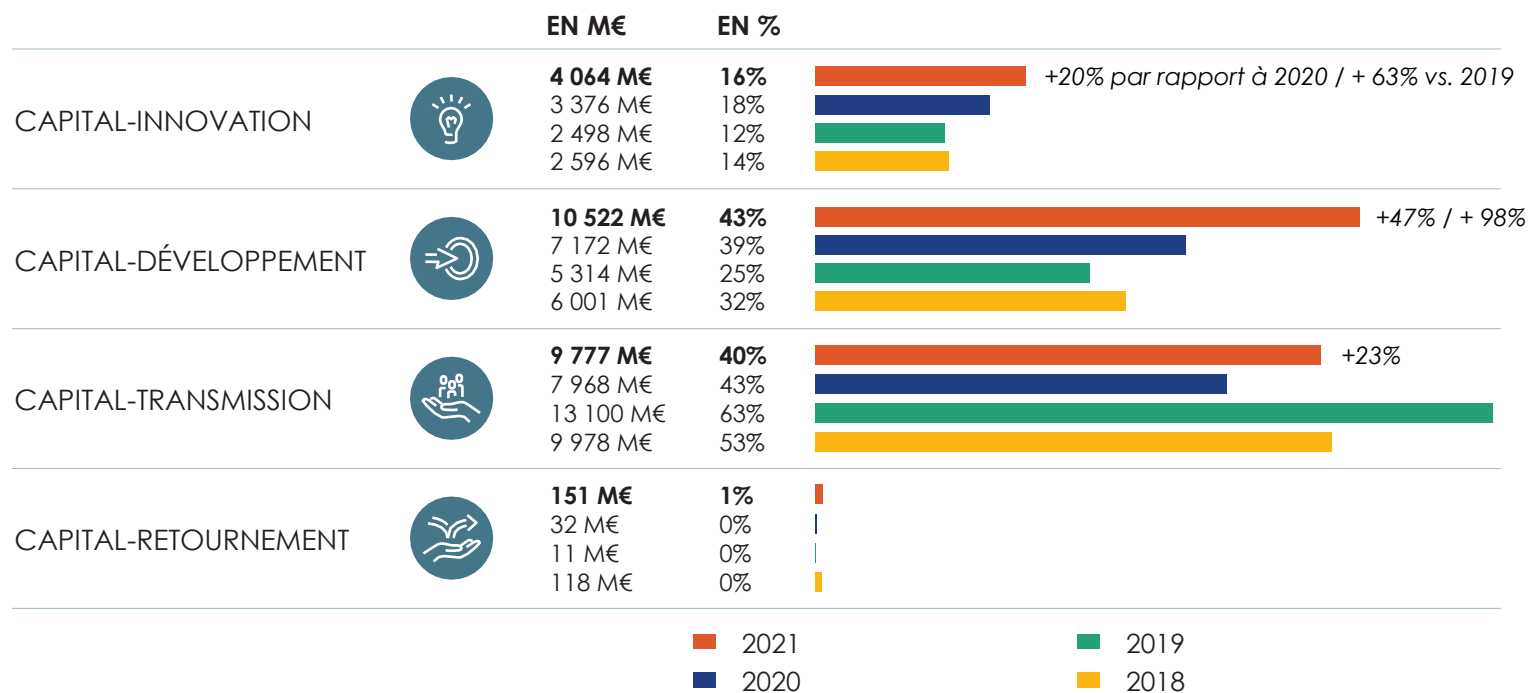 EN M€ EN %
4 064 M€ 16% +20% par rapport à 2020 / + 63% vs. 2019
3 376 M€ 18%
CAPITAL-INNOVATION
2 498 M€ 12%
2 596 M€ 14%
10 522 M€ 43% +47% / + 98%
7 172 M€ 39%
CAPITAL-DÉVELOPPEMENT
5 314 M€ 25%
6 001 M€ 32%
9 777 M€ 40% +23%
7 968 M€ 43%
CAPITAL-TRANSMISSION
13 100 M€ 63%
9 978 M€ 53%
151 M€ 1%
32 M€ 0%
CAPITAL-RETOURNEMENT
11 M€ 0%
118 M€ 0%
2021 2019
2020 2018